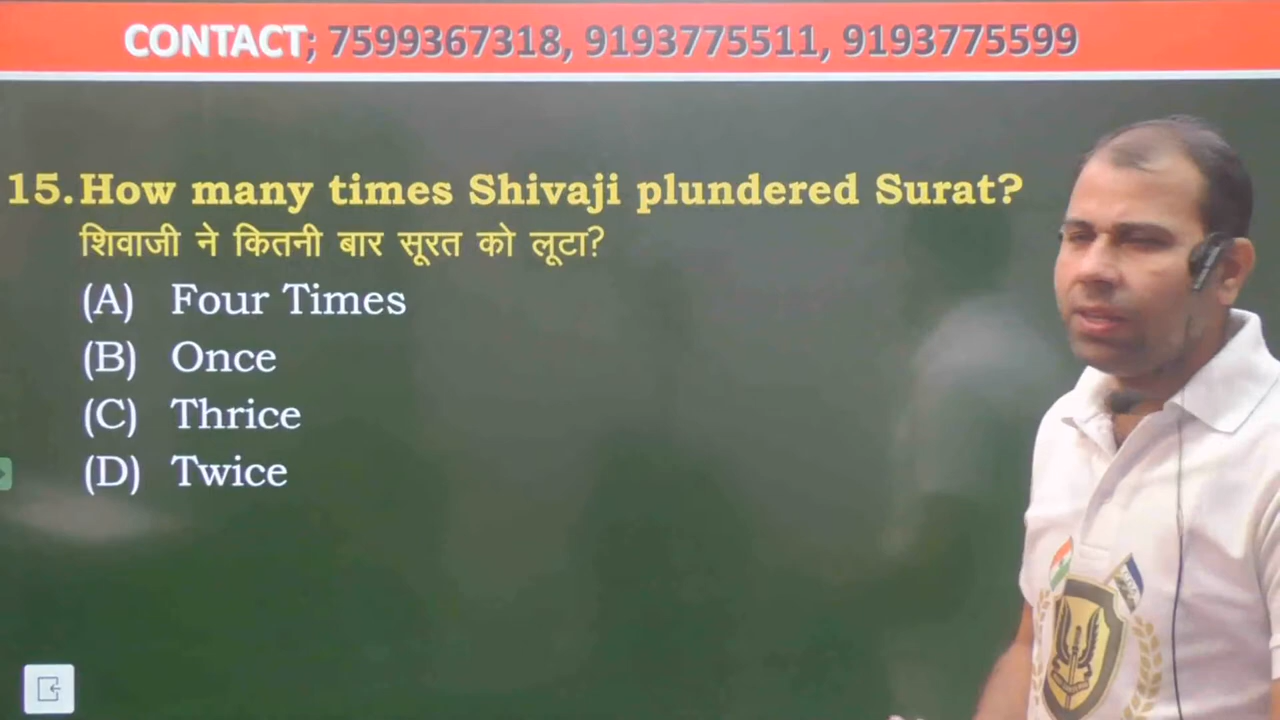 CONTACT; 7599367318, 9193775511, 9193775599
15. How many times Shivaji plundered Surat?
शिवाजी ने कितनी बार सूरत को लूटा?
(A) Four Times
(B) Once
(C) Thrice
(D) Twice